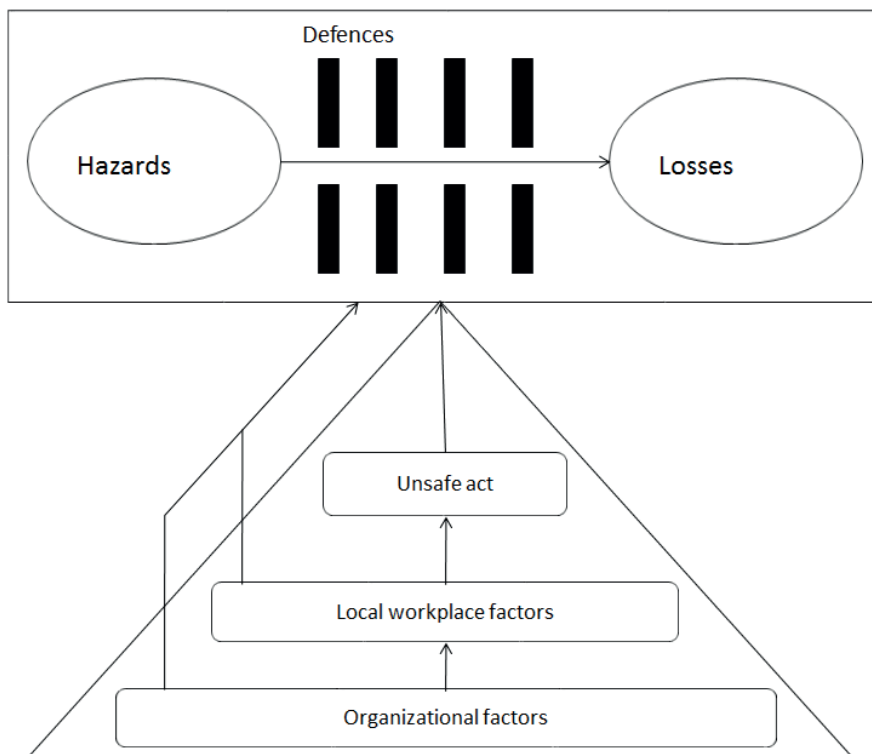 Defences
Hazards
Losses
Unsafe act
Local workplace factors
Organizational factors